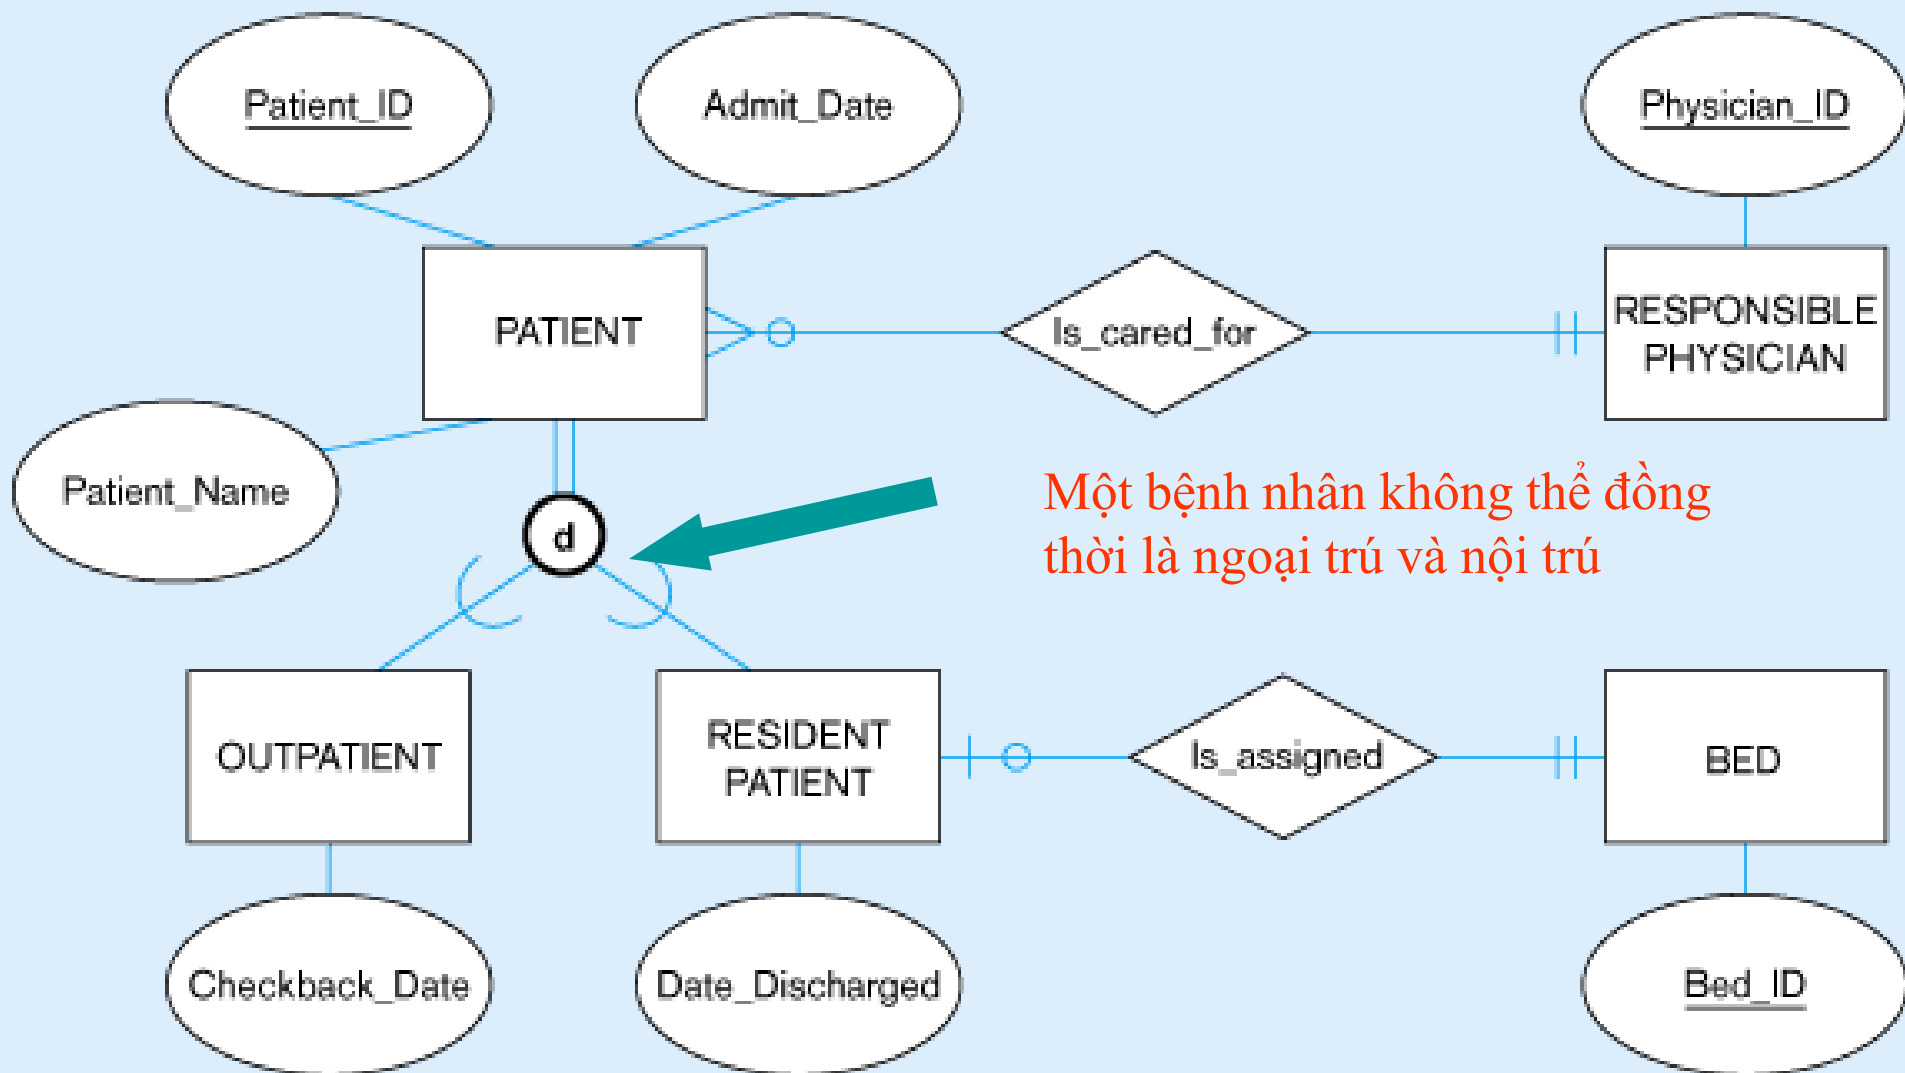 Patient_ID
Admit_Date
Physician_ID
PATIENT
Is_cared_for
RESPONSIBLE
PHYSICIAN
Patient_Name
Một bệnh nhân không thể đồng
thời là ngoại trú và nội trú
d
OUTPATIENT
RESIDENT
PATIENT
Is_assigned
BED
Checkback_Date
Date_Discharged
Bed_ID